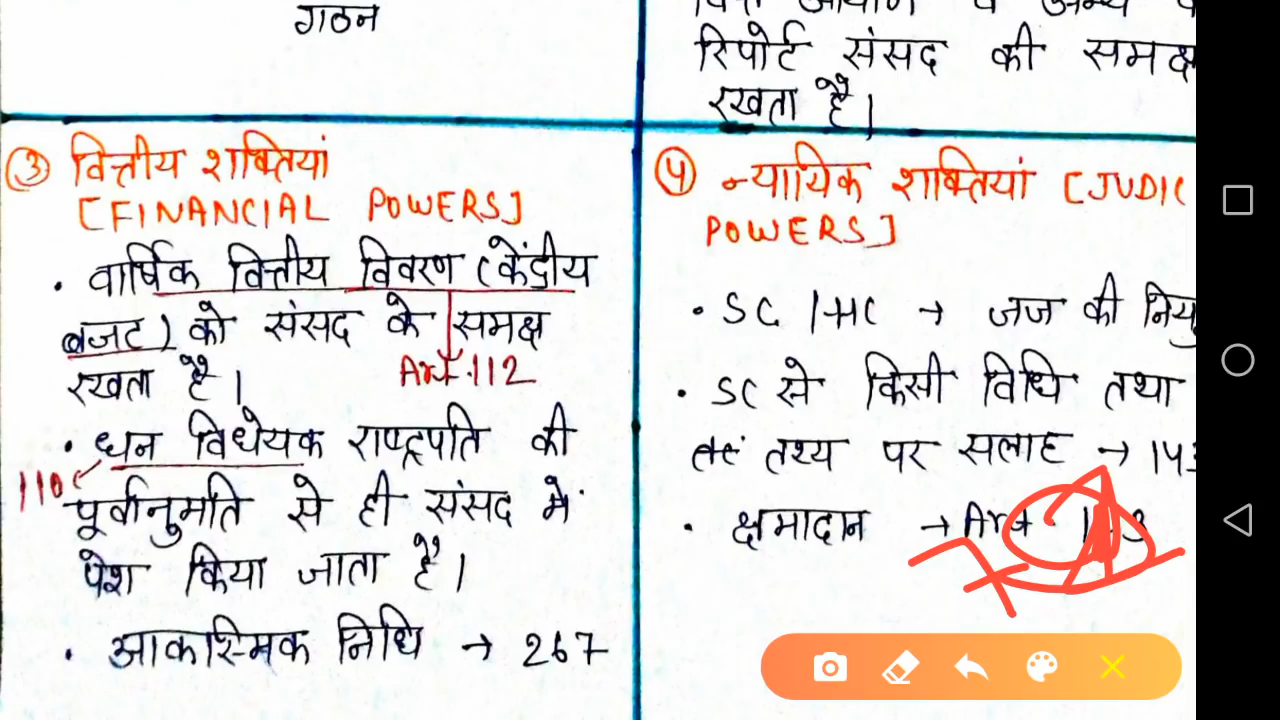 गठन
रिपोर्ट संसद की समक्ष
रखता है।
③ वित्तीय शक्तियां
[FINANCIAL POWERS]
• वार्षिक वित्तीय विवरण (केंद्रीय
बजट) को संसद के समक्ष
रखता है।
Art. 112
• धन विधेयक राष्ट्रपति की
110
पूर्वानुमति से ही संसद में
पेश किया जाता है।
• आकस्मिक निधि → 267
④ न्यायिक शक्तियां [JUDIC
POWERS]
• SC / HC → जज की नियु
• SC से किसी विधि तथा
तथ्य पर सलाह → 143
• क्षमादान → Art.